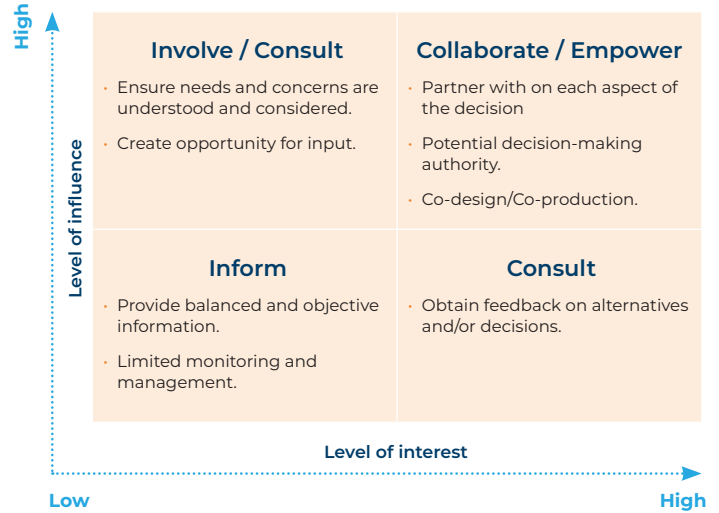 High
Level of influence
Involve / Consult
· Ensure needs and concerns are
understood and considered.
· Create opportunity for input.
Collaborate / Empower
· Partner with on each aspect of
the decision
· Potential decision-making
authority.
· Co-design/Co-production.
Inform
· Provide balanced and objective
information.
· Limited monitoring and
management.
Consult
· Obtain feedback on alternatives
and/or decisions.
Level of interest
Low
High